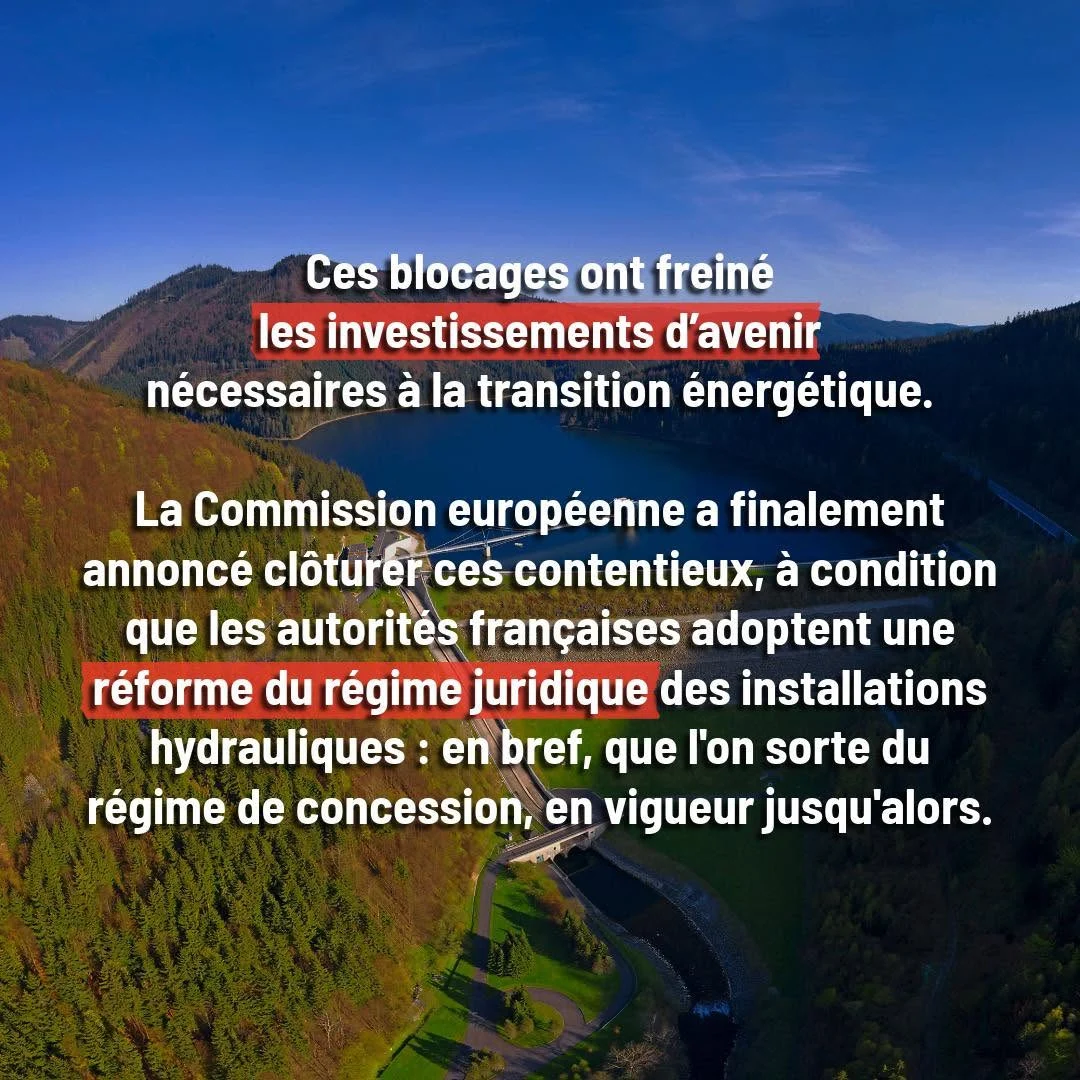 Ces blocages ont freiné
les investissements d’avenir
nécessaires à la transition énergétique.
La Commission européenne a finalement
annoncé clôturer ces contentieux, à condition
que les autorités françaises adoptent une
réforme du régime juridique des installations
hydrauliques : en bref, que l'on sorte du
régime de concession, en vigueur jusqu'alors.